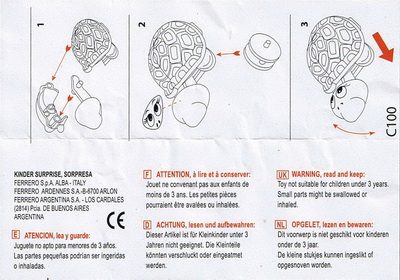 1
2
3
C100
KINDER SURPRISE, SORPRESA
FERRERO S.p.A. ALBA - ITALY
FERRERO ARDENNES S.A.-B-6700 ARLON
FERRERO ARGENTINA S.A. - LOS CARDALES
(2814) Pcia. DE BUENOS AIRES
ARGENTINA
CE
E ATENCION, lea y guarde:
Juguete no apto para menores de 3 años.
Las partes pequeñas podrían ser ingeridas
o inhaladas.
F ATTENTION, à lire et à conserver:
Jouet ne convenant pas aux enfants de
moins de 3 ans. Les petites pièces
pourraient être avalées ou inhalées.
D ACHTUNG, lesen und aufbewahren:
Dieser Artikel ist für Kleinkinder unter 3
Jahren nicht geeignet. Die Kleinteile
könnten verschluckt oder eingeatmet
werden.
UK WARNING, read and keep:
Toy not suitable for children under 3 years.
Small parts might be swallowed or
inhaled.
NL OPGELET, lezen en bewaren:
Dit voorwerp is niet geschikt voor kinderen
onder de 3 jaar.
De kleine stukjes kunnen ingeslikt of
opgesnoven worden.